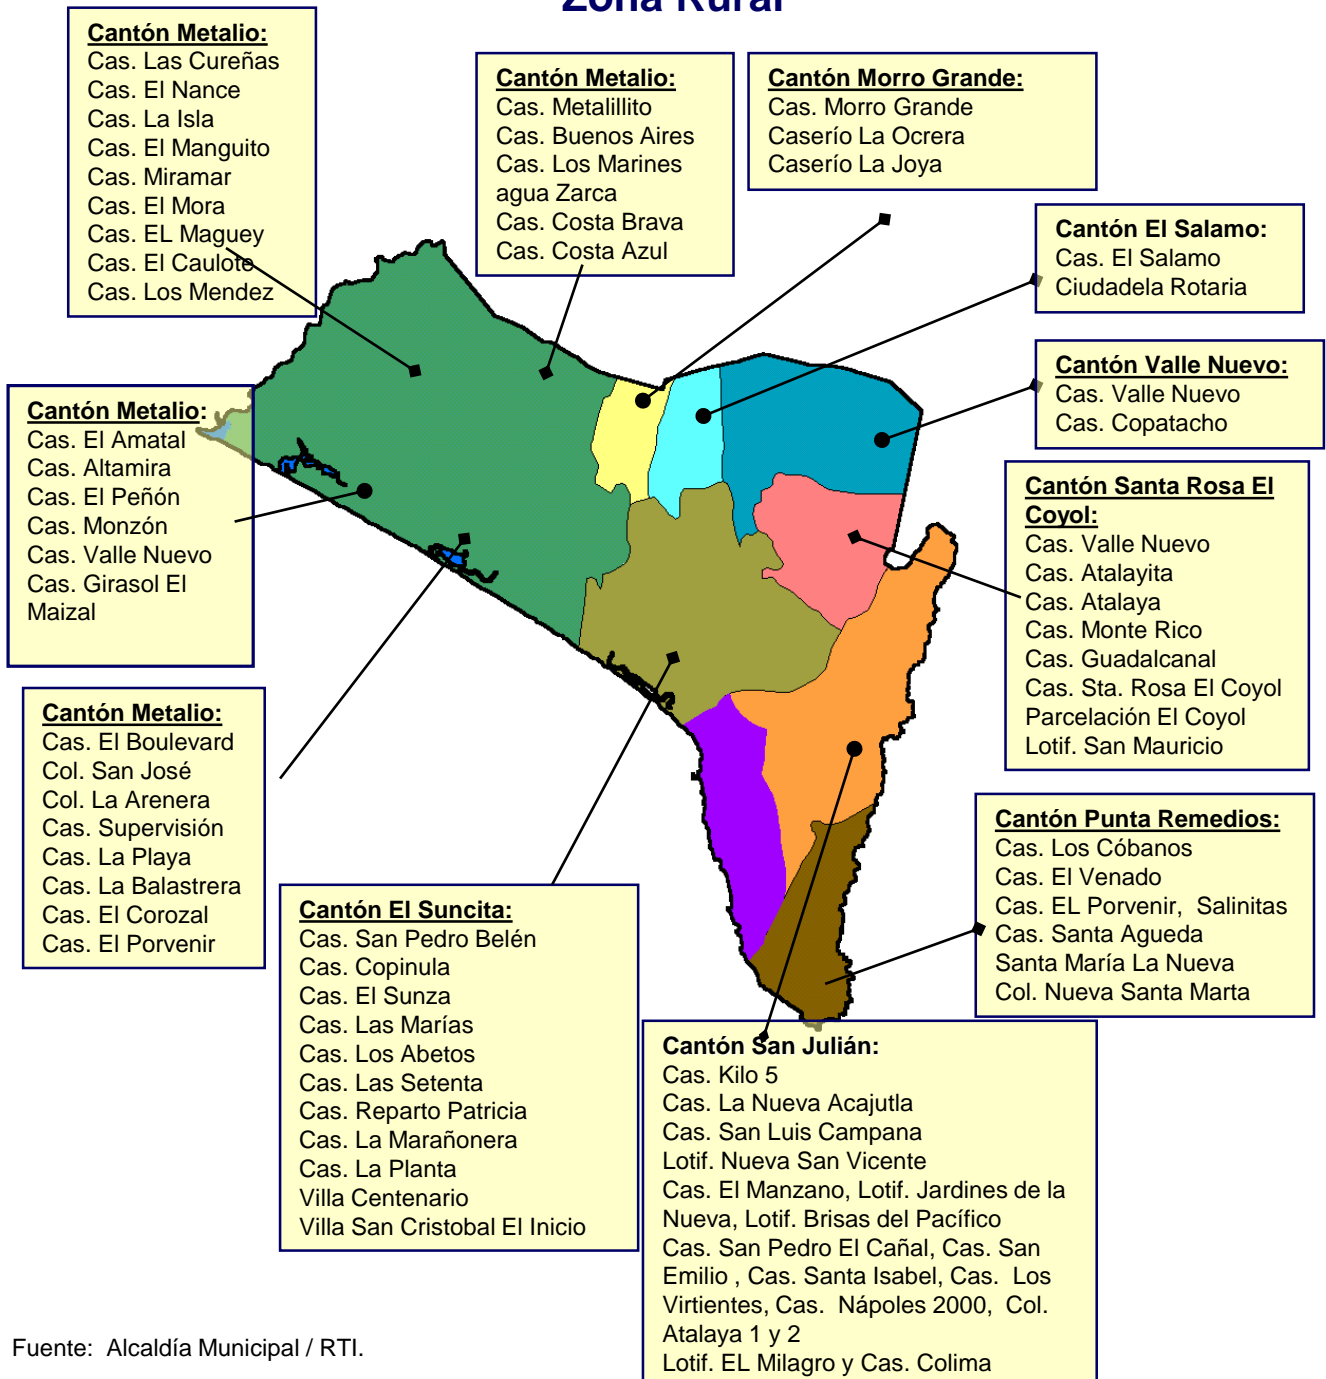 Zona Rural
Cantón Metalio:
Cas. Las Cureñas
Cas. El Nance
Cas. La Isla
Cas. El Manguito
Cas. Miramar
Cas. El Mora
Cas. EL Maguey
Cas. El Caulote
Cas. Los Mendez
Cantón Metalio:
Cas. Metalillito
Cas. Buenos Aires
Cas. Los Marines
agua Zarca
Cas. Costa Brava
Cas. Costa Azul
Cantón Morro Grande:
Cas. Morro Grande
Caserío La Ocrera
Caserío La Joya
Cantón El Salamo:
Cas. El Salamo
Ciudadela Rotaria
Cantón Valle Nuevo:
Cas. Valle Nuevo
Cas. Copatacho
Cantón Metalio:
Cas. El Amatal
Cas. Altamira
Cas. El Peñón
Cas. Monzón
Cas. Valle Nuevo
Cas. Girasol El
Maizal
Cantón Santa Rosa El
Coyol:
Cas. Valle Nuevo
Cas. Atalayita
Cas. Atalaya
Cas. Monte Rico
Cas. Guadalcanal
Cas. Sta. Rosa El Coyol
Parcelación El Coyol
Lotif. San Mauricio
Cantón Metalio:
Cas. El Boulevard
Col. San José
Col. La Arenera
Cas. Supervisión
Cas. La Playa
Cas. La Balastrera
Cas. El Corozal
Cas. El Porvenir
Cantón Punta Remedios:
Cas. Los Cóbanos
Cas. El Venado
Cas. EL Porvenir,  Salinitas
Cas. Santa Agueda
Santa María La Nueva
Col. Nueva Santa Marta
Cantón El Suncita:
Cas. San Pedro Belén
Cas. Copinula
Cas. El Sunza
Cas. Las Marías
Cas. Los Abetos
Cas. Las Setenta
Cas. Reparto Patricia
Cas. La Marañonera
Cas. La Planta
Villa Centenario
Villa San Cristobal El Inicio
Cantón San Julián:
Cas. Kilo 5
Cas. La Nueva Acajutla
Cas. San Luis Campana
Lotif. Nueva San Vicente
Cas. El Manzano, Lotif. Jardines de la
Nueva, Lotif. Brisas del Pacífico
Cas. San Pedro El Cañal, Cas. San
Emilio , Cas. Santa Isabel, Cas.  Los
Virtientes, Cas.  Nápoles 2000,  Col.
Atalaya 1 y 2
Lotif. EL Milagro y Cas. Colima
Fuente:  Alcaldía Municipal / RTI.